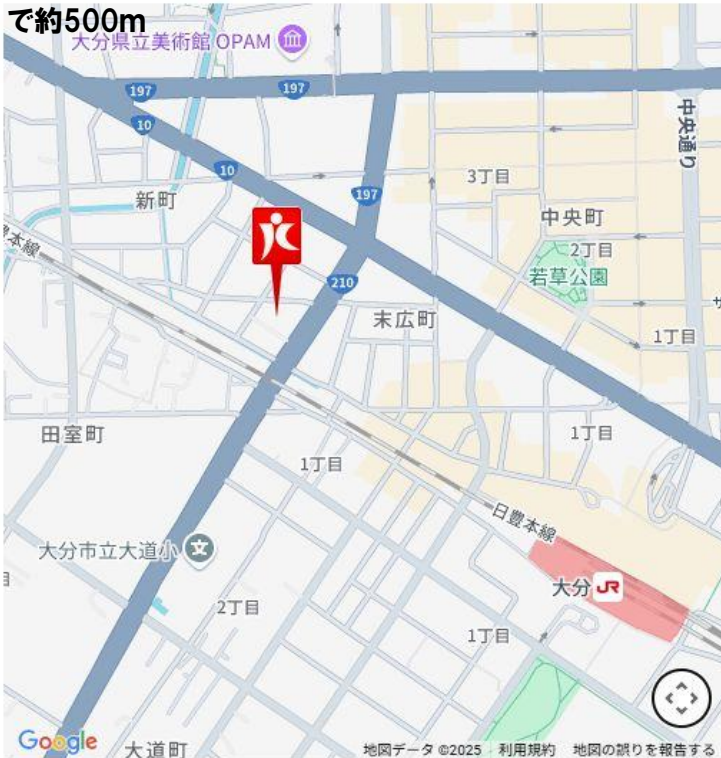 で約500m
大分県立美術館 OPAM
197
197
10
中央通り
10
3丁目
197
新町
中央町
2丁目
豊本線
若草公園
210
末広町
1丁目
田室町
1丁目
1丁目
日豊本線
大分市立大道小
文
大分 JR
2丁目
1丁目
Google
大道町
地図データ ©2025
利用規約
地図の誤りを報告する